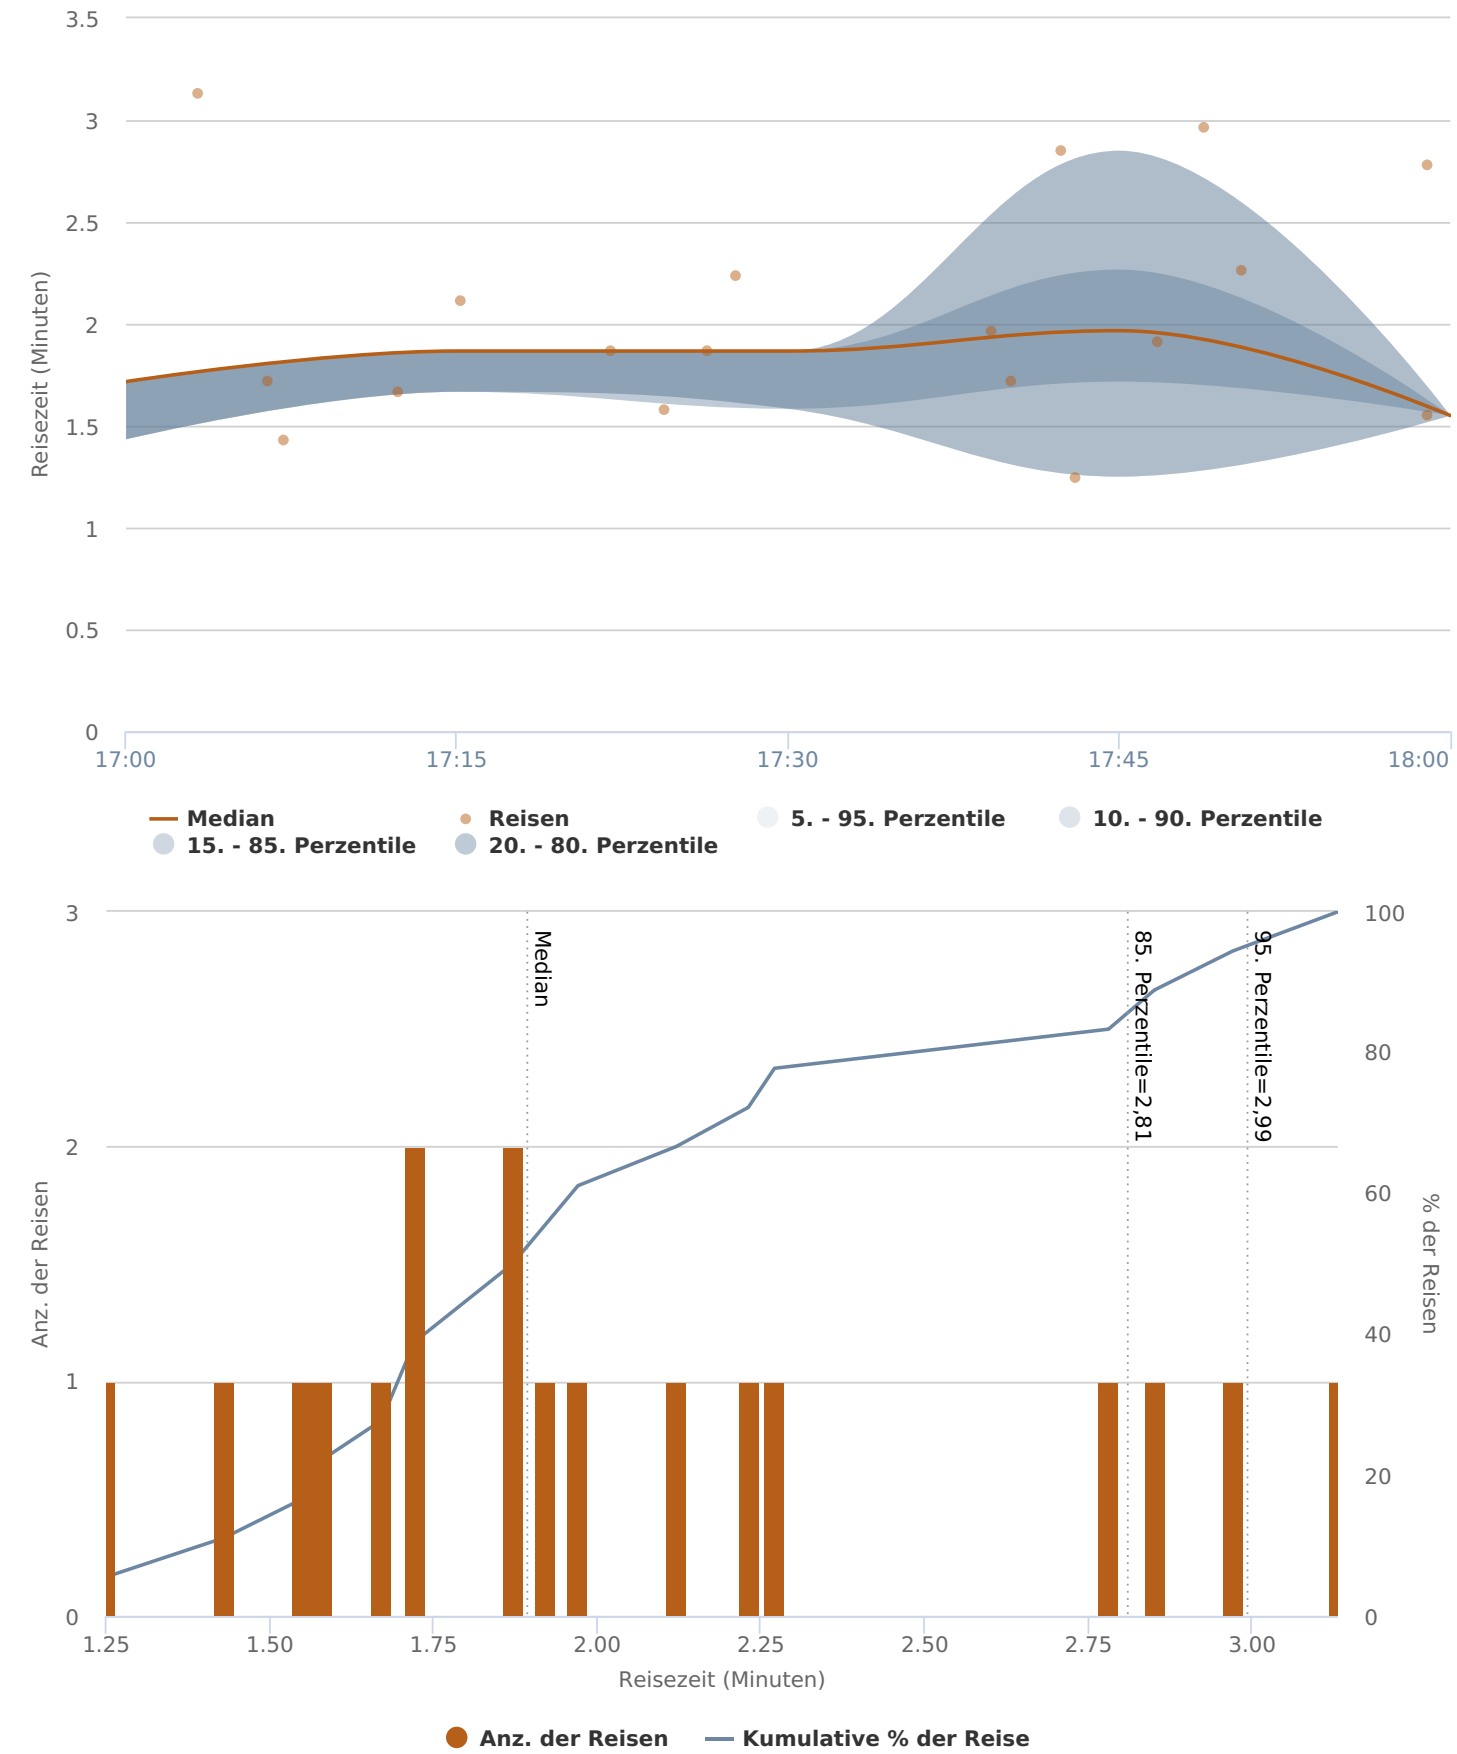 3.5
3
2.5
2
1.5
1
0.5
0
Reisezeit (Minuten)
17:00 17:15 17:30 17:45 18:00
Median Reisen 5. - 95. Perzentile 10. - 90. Perzentile
15. - 85. Perzentile 20. - 80. Perzentile
3
2
1
0
Anz. der Reisen
Median
85. Perzentile=2,81
95. Perzentile=2,99
100
80
60
40
20
0
% der Reisen
1.25 1.50 1.75 2.00 2.25 2.50 2.75 3.00
Reisezeit (Minuten)
Anz. der Reisen Kumulative % der Reise